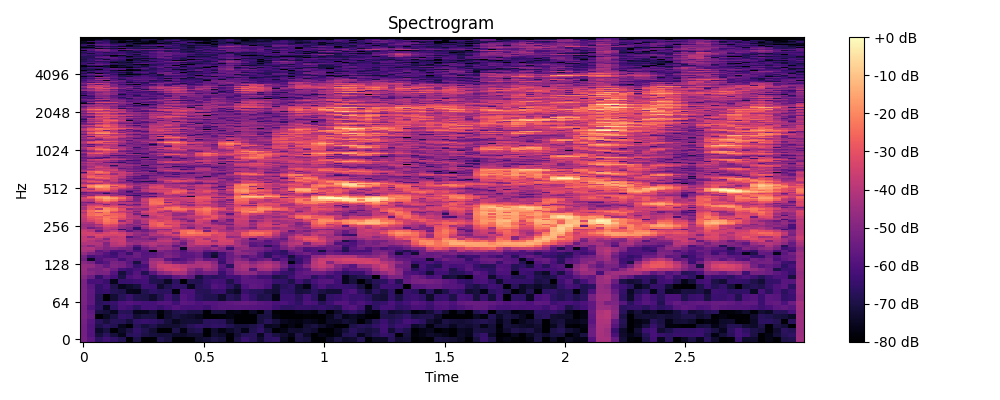 Spectrogram
Hz
4096
2048
1024
512
256
128
64
0
0
0.5
1
1.5
2
2.5
Time
+0 dB
-10 dB
-20 dB
-30 dB
-40 dB
-50 dB
-60 dB
-70 dB
-80 dB